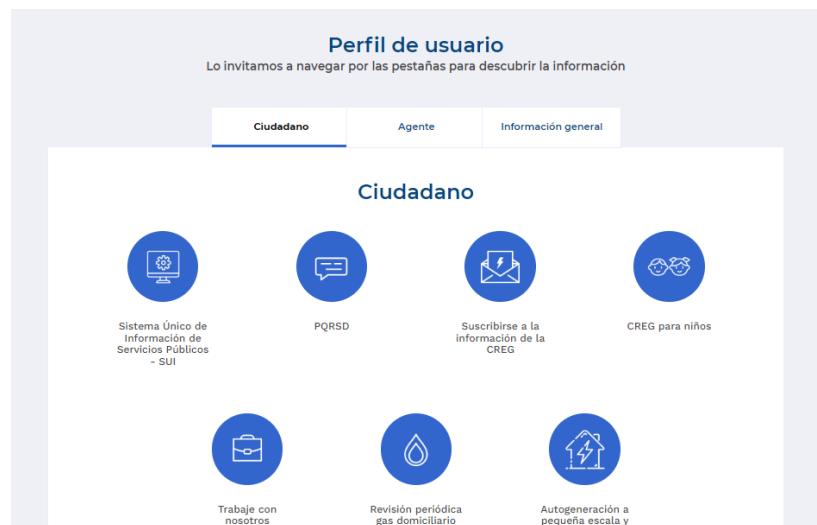 Perfil de usuario
Lo invitamos a navegar por las pestañas para descubrir la información
Ciudadano
Agente
Información general
Ciudadano
Sistema Único de
Información de
Servicios Públicos
- SUI
PQRSD
Suscribirse a la
información de la
CREG
CREG para niños
Trabaje con
nosotros
Revisión periódica
gas domiciliario
Autogeneración a
pequeña escala y